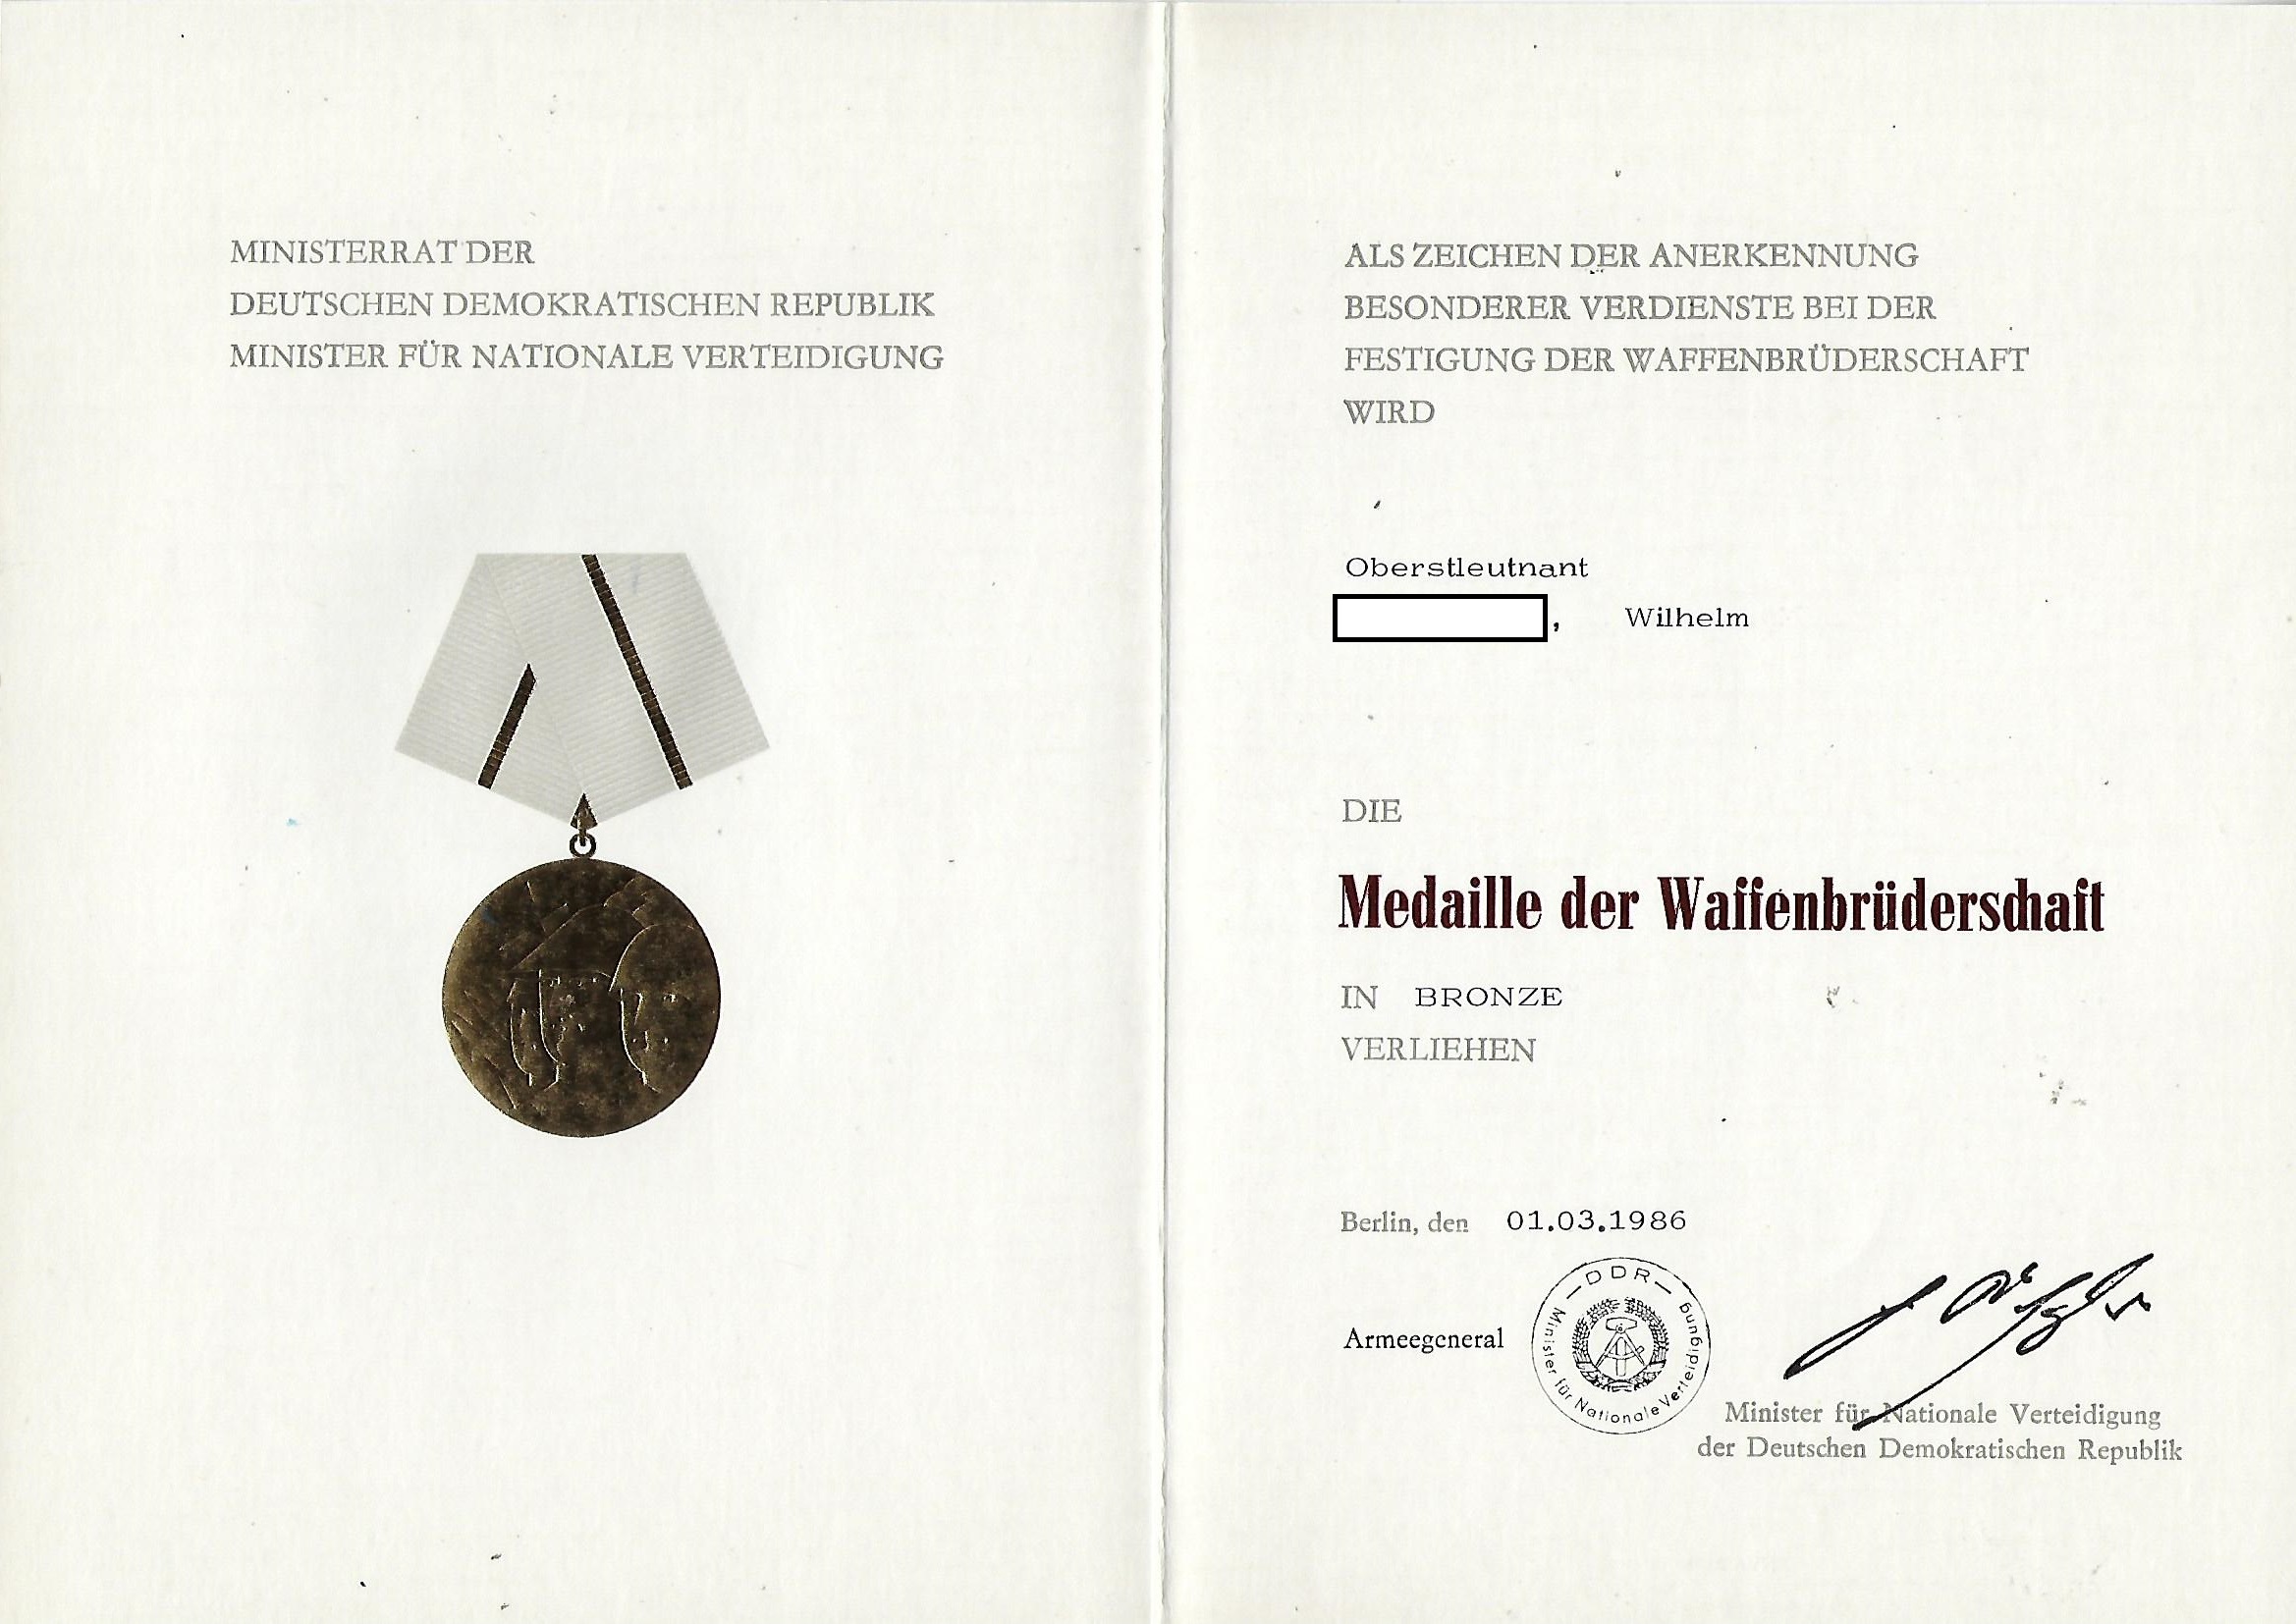 MINISTERRAT DER
DEUTSCHEN DEMOKRATISCHEN REPUBLIK
MINISTER FÜR NATIONALE VERTEIDIGUNG
ALS ZEICHEN DER ANERKENNUNG
BESONDERER VERDIENSTE BEI DER
FESTIGUNG DER WAFFENBRÜDERSCHAFT
WIRD
Oberstleutnant
, Wilhelm
DIE
Medaille der Waffenbrüderschaft
IN BRONZE
VERLIEHEN
Berlin, den 01.03.1986
Armeegeneral
DDR
Minister für Nationale Verteidigung
Minister für Nationale Verteidigung
der Deutschen Demokratischen Republik